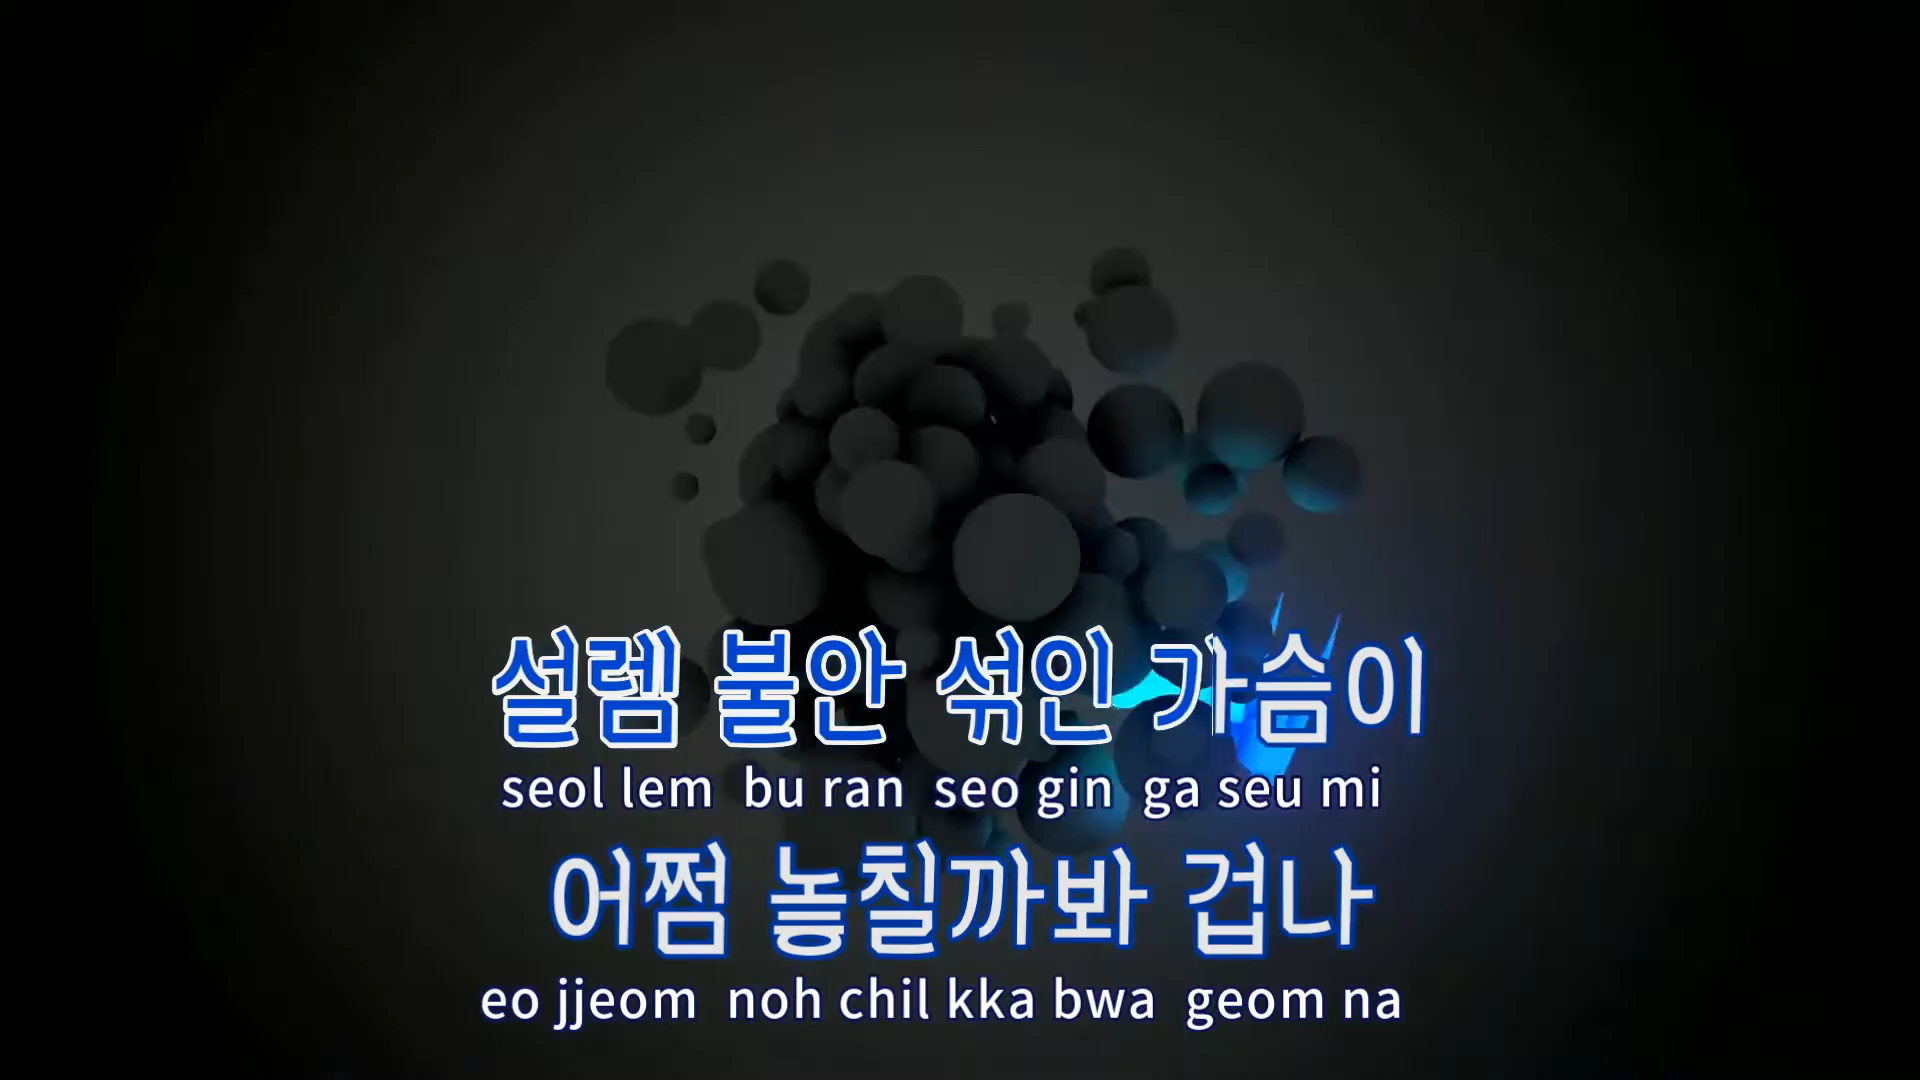 설렘 불안 섞인 가슴이
seol lem bu ran seo gin ga seu mi
어쩜 놓칠까봐 겁나
eo jjeom noh chil kka bwa geom na